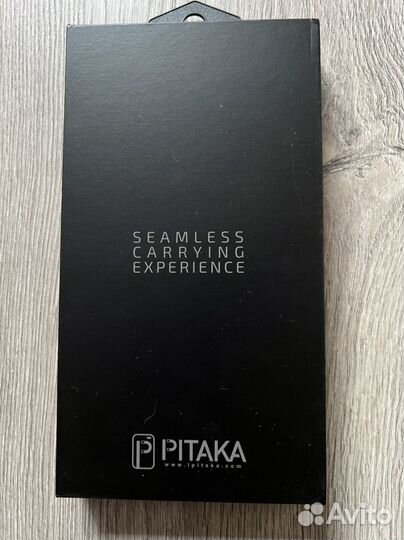 SEAMLESS
CARRYING
EXPERIENCE
PITAKA
www.ipitaka.com
Avito